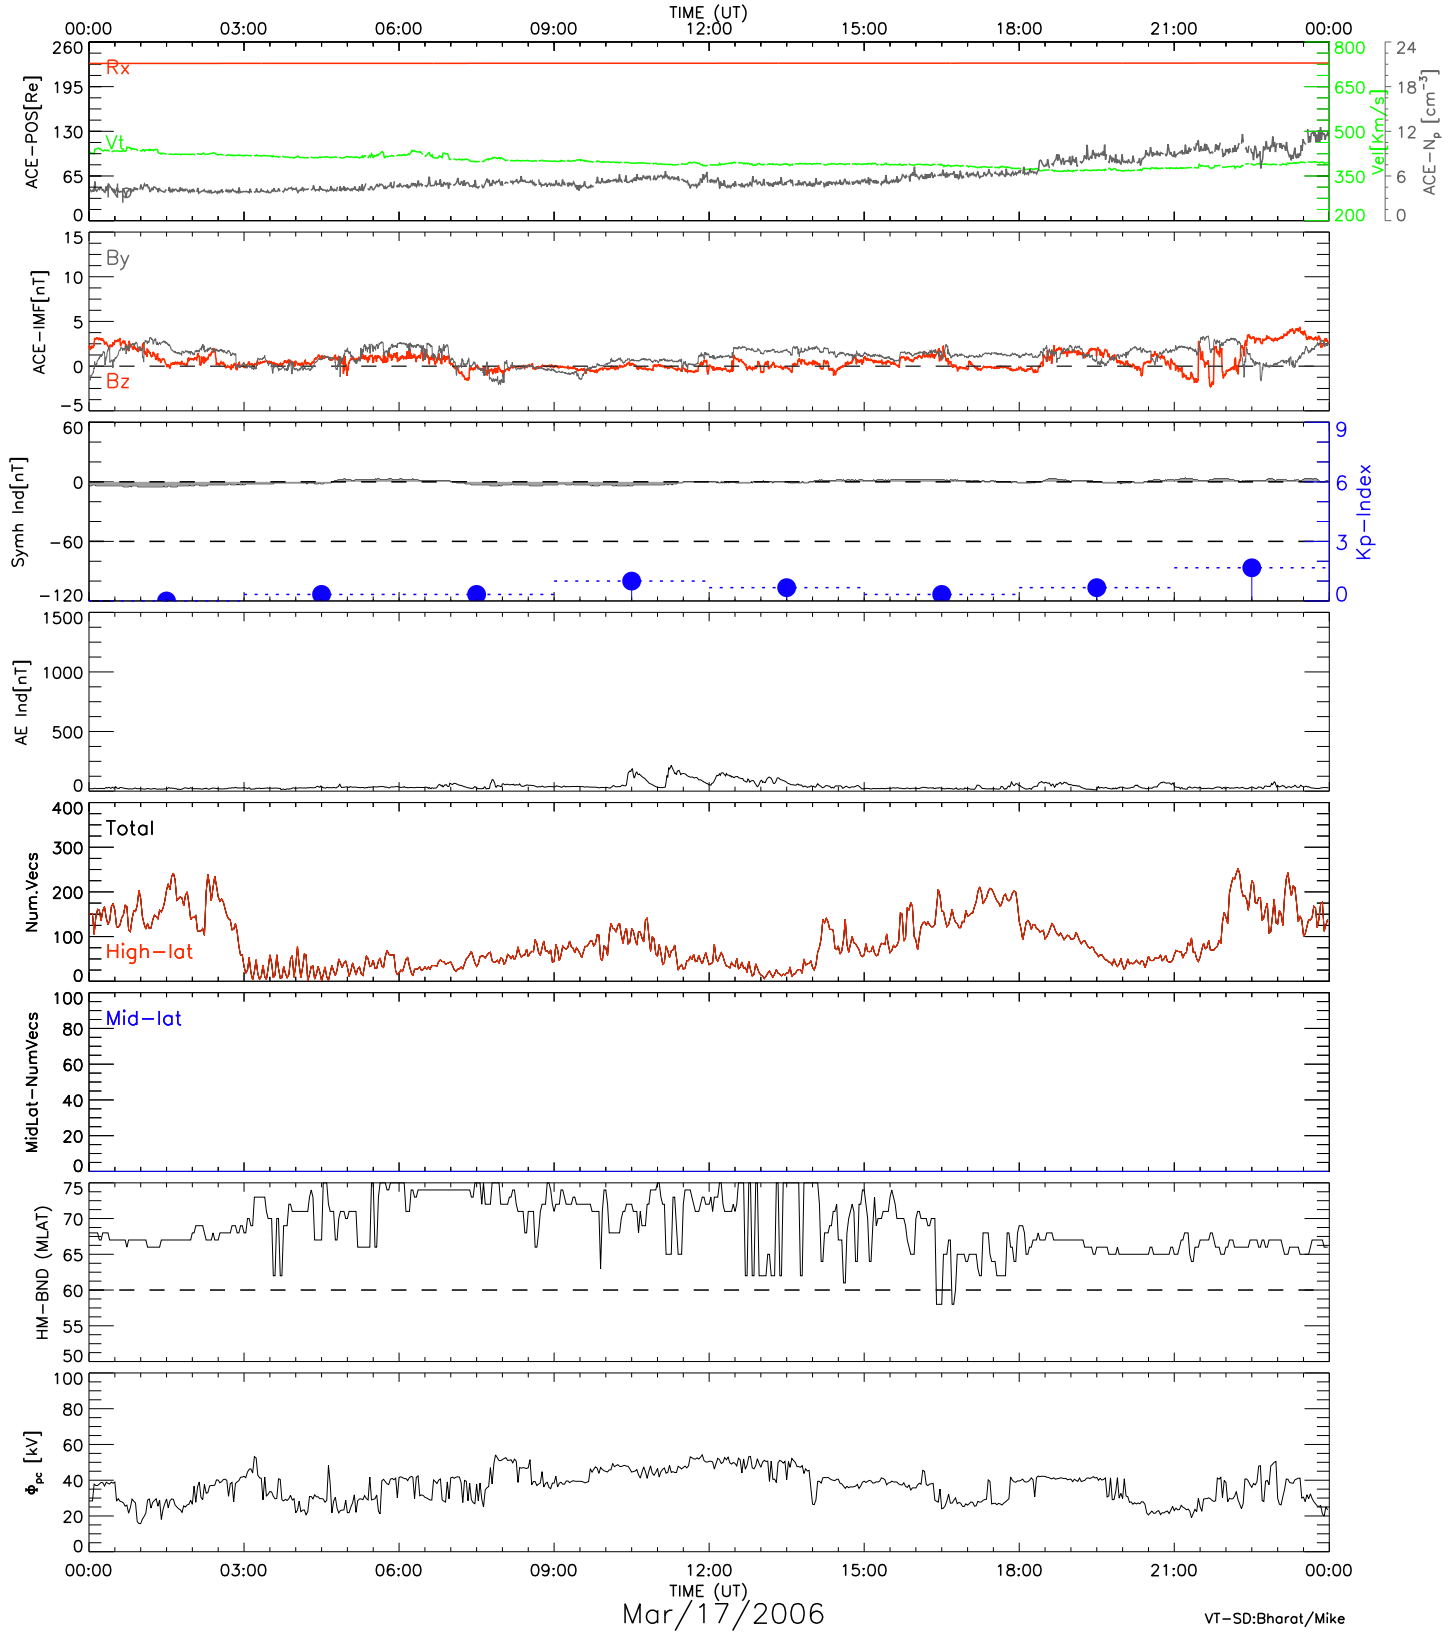 TIME (UT)
00:00 03:00 06:00 09:00 12:00 15:00 18:00 21:00 00:00
260 195 130 65 0
ACE-POS[Re]
Rx
Vt
Np
800 650 500 350 200
Vel[Km/s]
24 18 12 6 0
ACE-Np [cm-3]
15 10 5 0 -5
ACE-IMF[nT]
By
Bz
60 0 -60 -120
Symh Ind[nT]
9 6 3 0
Kp-Index
1500 1000 500 0
AE Ind[nT]
400 300 200 100 0
Num.Vecs
Total
High-lat
100 80 60 40 20 0
MidLat-NumVecs
Mid-lat
75 70 65 60 55 50
HM-BND (MLAT)
100 80 60 40 20 0
Φpc [kV]
00:00 03:00 06:00 09:00 12:00 15:00 18:00 21:00 00:00
TIME (UT)
Mar/17/2006
VT-SD:Bharat/Mike